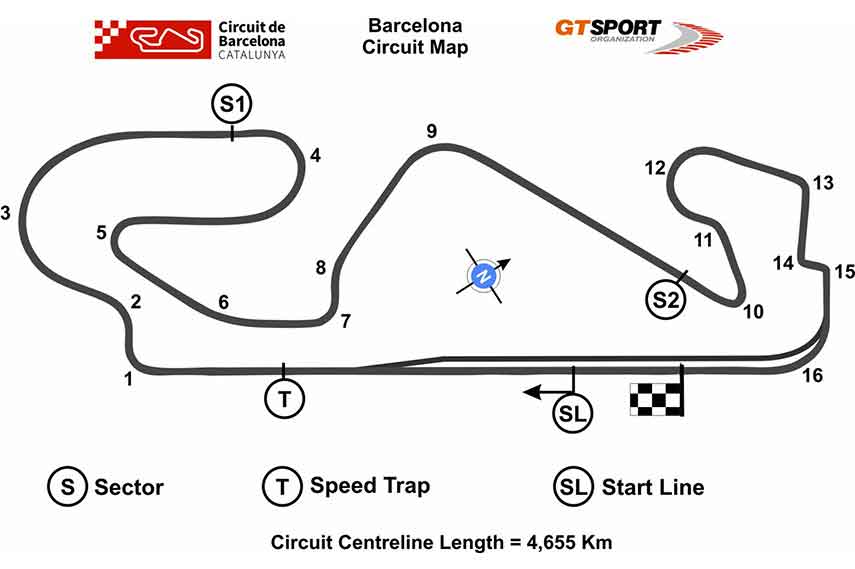 Circuit de
Barcelona
CATALUNYA
Barcelona
Circuit Map
GTSPORT
ORGANIZATION
S1
9
4
12
13
3
5
11
8
14
15
N
2
S2
6
7
10
1
16
T
SL
S Sector
T Speed Trap
SL Start Line
Circuit Centreline Length = 4,655 Km